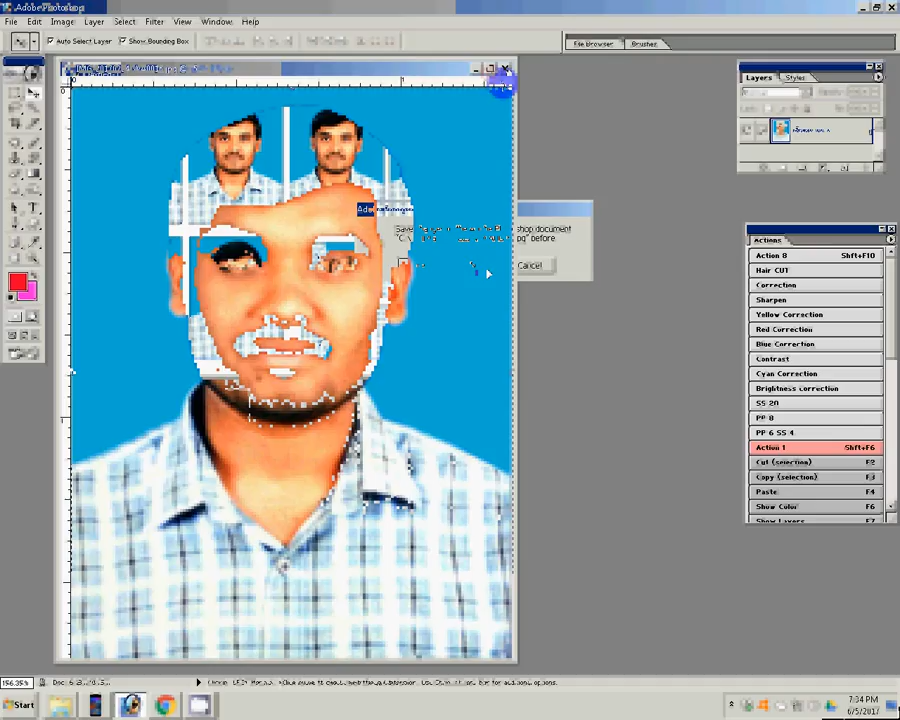 Adobe Photoshop
File Edit Image Layer Select Filter View Window Help
Auto Select Layer Show Bounding Box
File Browser Brushes
Layers Styles
Save
shop document
before
Cancel
Actions
Action 8 Shft+F10
Hair CUT
Correction
Sharpen
Yellow Correction
Red Correction
Blue Correction
Contrast
Cyan Correction
Brightness correction
SS 20
PP 8
PP 6 SS 4
Action 1 Shft+F6
Cut (selection) F2
Copy (selection) F3
Paste F4
Show Color F6
Show Layers F7
Start
7:34 PM
6/5/2017